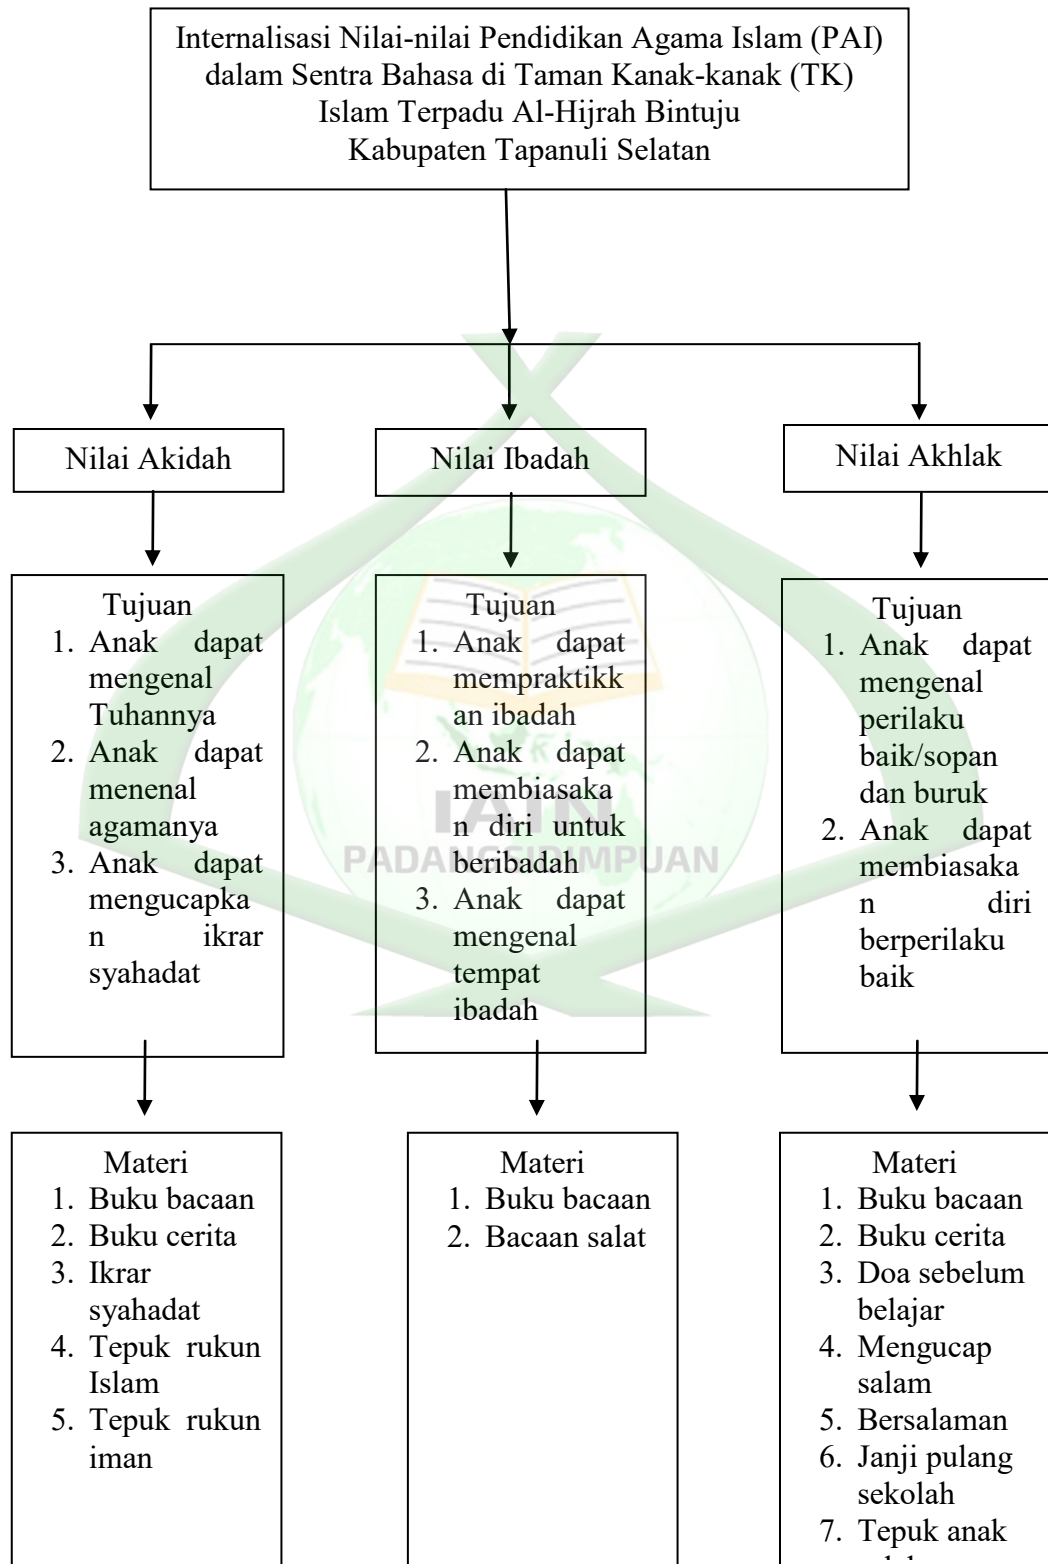 Internalisasi Nilai-nilai Pendidikan Agama Islam (PAI)
dalam Sentra Bahasa di Taman Kanak-kanak (TK)
Islam Terpadu Al-Hijrah Bintuju
Kabupaten Tapanuli Selatan
Nilai Akidah
Nilai Ibadah
Nilai Akhlak
Tujuan
1. Anak dapat
mengenal
Tuhannya
2. Anak dapat
menenal
agamanya
3. Anak dapat
mengucapka
n ikrar
syahadat
Tujuan
1. Anak dapat
mempraktikk
an ibadah
2. Anak dapat
membiasaka
n diri untuk
beribadah
3. Anak dapat
mengenal
tempat
ibadah
Tujuan
1. Anak dapat
mengenal
perilaku
baik/sopan
dan buruk
2. Anak dapat
membiasaka
n diri
berperilaku
baik
IAIN
PADANGSIDIMPUAN
Materi
1. Buku bacaan
2. Buku cerita
3. Ikrar
syahadat
4. Tepuk rukun
Islam
5. Tepuk rukun
iman
Materi
1. Buku bacaan
2. Bacaan salat
Materi
1. Buku bacaan
2. Buku cerita
3. Doa sebelum
belajar
4. Mengucap
salam
5. Bersalaman
6. Janji pulang
sekolah
7. Tepuk anak